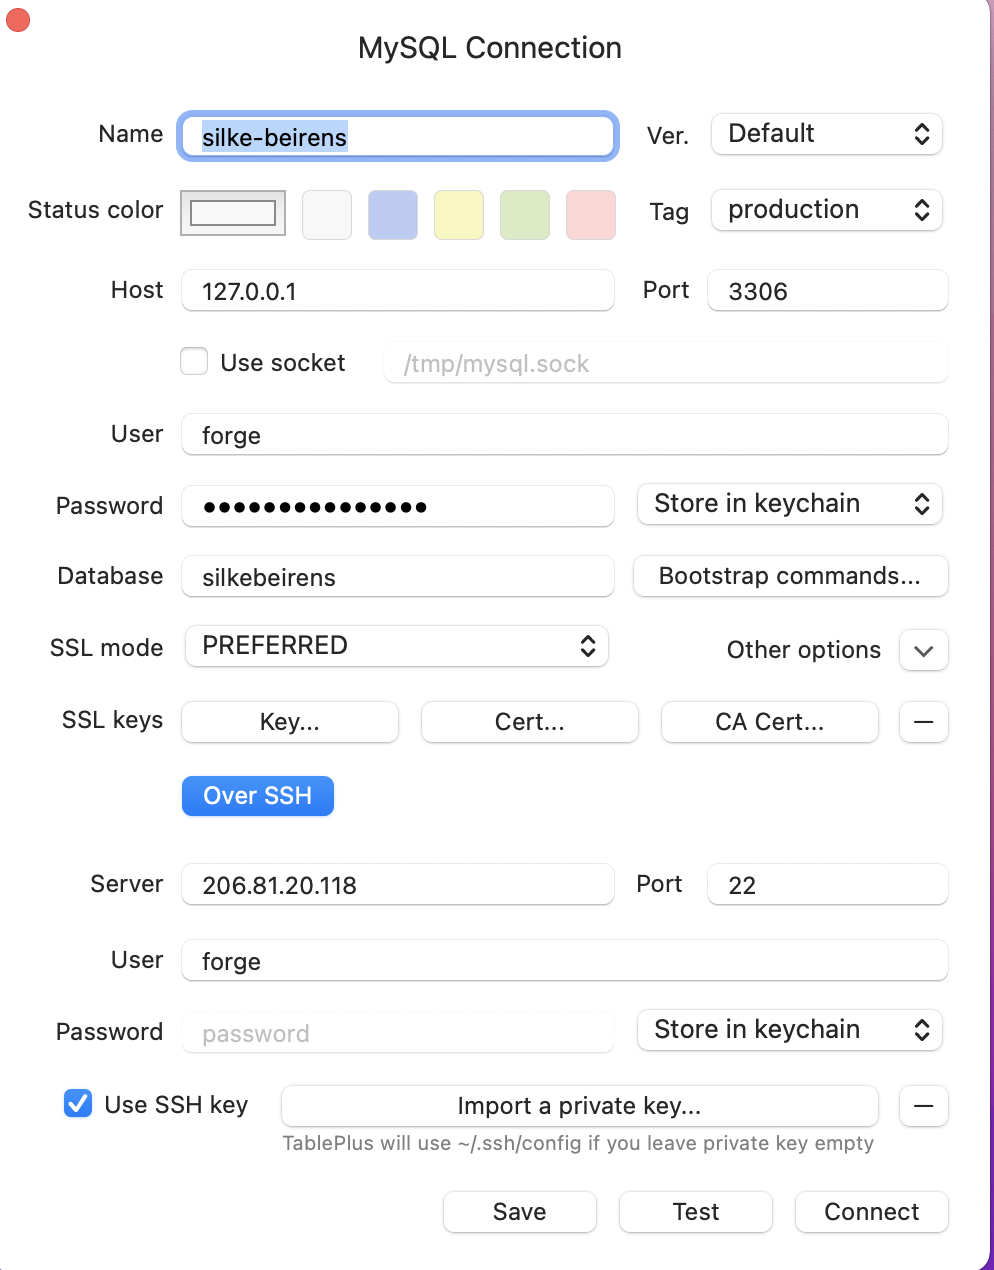 MySQL Connection
Name silke-beirens Ver. Default
Status color Tag production
Host 127.0.0.1 Port 3306
Use socket /tmp/mysql.sock
User forge
Password ●●●●●●●●●●●●●●● Store in keychain
Database silkebeirens Bootstrap commands...
SSL mode PREFERRED Other options
SSL keys Key... Cert... CA Cert...
Over SSH
Server 206.81.20.118 Port 22
User forge
Password password Store in keychain
Use SSH key Import a private key...
TablePlus will use ~/.ssh/config if you leave private key empty
Save Test Connect